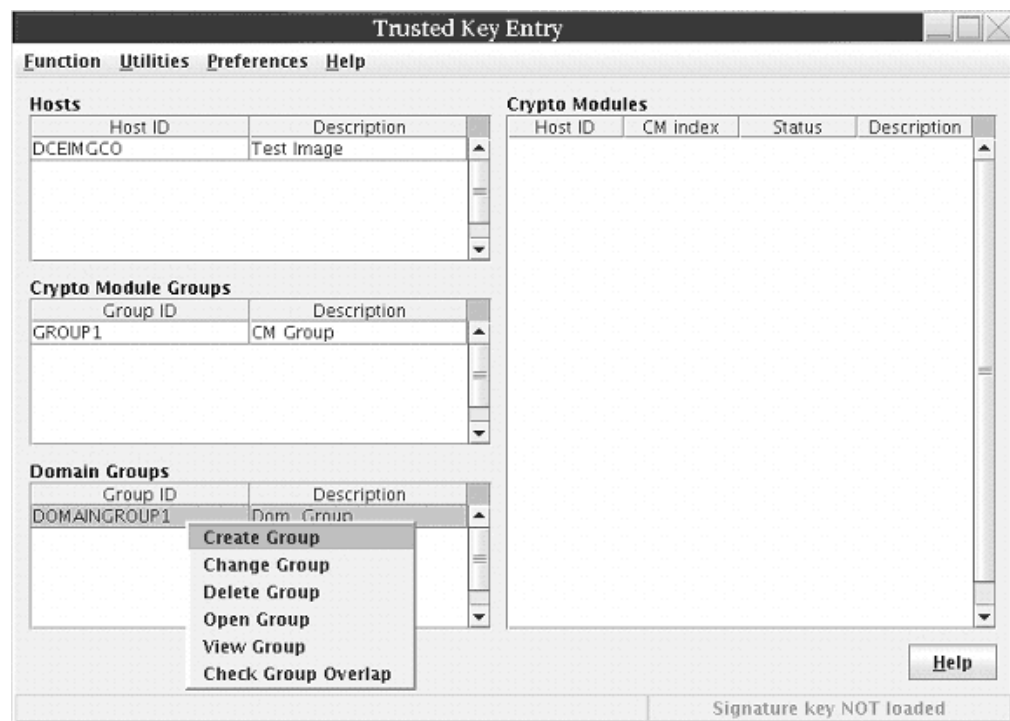 Trusted Key Entry
Function Utilities Preferences Help
Hosts
Host ID Description
DCEIMGCO Test Image
Crypto Module Groups
Group ID Description
GROUP1 CM Group
Domain Groups
Group ID Description
DOMAINGROUP1 Dom. Group
Create Group
Change Group
Delete Group
Open Group
View Group
Check Group Overlap
Crypto Modules
Host ID CM index Status Description
Help
Signature key NOT loaded